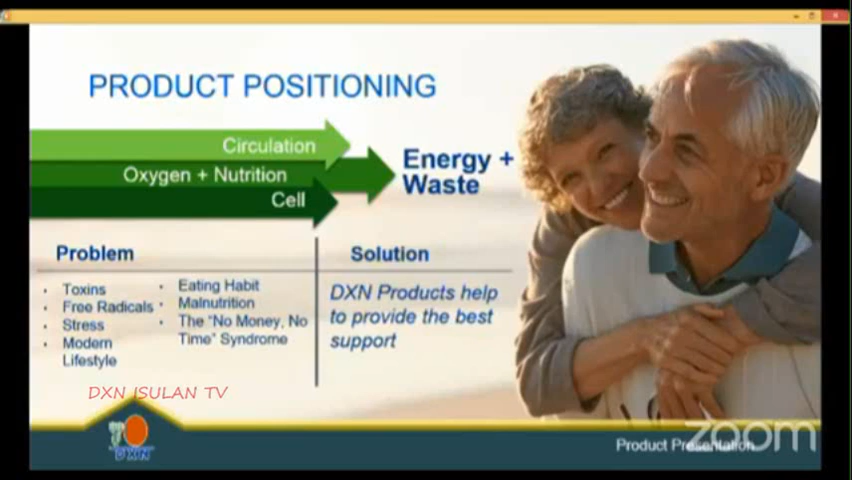 PRODUCT POSITIONING
Circulation
Oxygen + Nutrition
Cell
Energy +
Waste
Problem
Solution
· Toxins
· Free Radicals
· Stress
· Modern
Lifestyle
· Eating Habit
· Malnutrition
· The "No Money, No
Time" Syndrome
DXN Products help
to provide the best
support
DXN ISULAN TV
DXN
Product Presentation
zoom